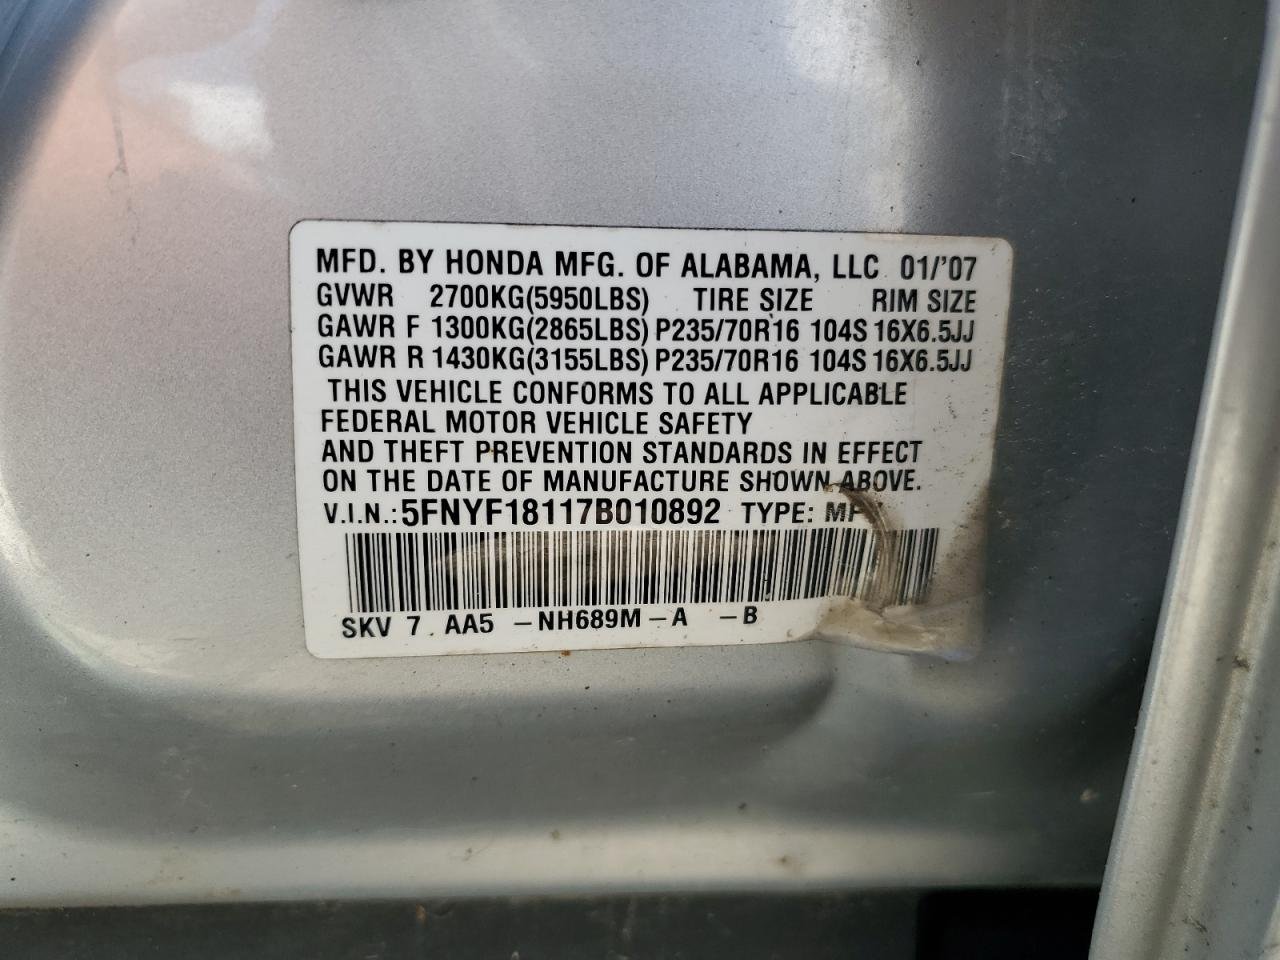 MFD. BY HONDA MFG. OF ALABAMA, LLC 01/'07
GVWR 2700KG(5950LBS) TIRE SIZE RIM SIZE
GAWR F 1300KG(2865LBS) P235/70R16 104S 16X6.5JJ
GAWR R 1430KG(3155LBS) P235/70R16 104S 16X6.5JJ
THIS VEHICLE CONFORMS TO ALL APPLICABLE
FEDERAL MOTOR VEHICLE SAFETY
AND THEFT PREVENTION STANDARDS IN EFFECT
ON THE DATE OF MANUFACTURE SHOWN ABOVE.
V.I.N.: 5FNYF18117B010892 TYPE:
SKV 7 AA5 -NH689M-A -B